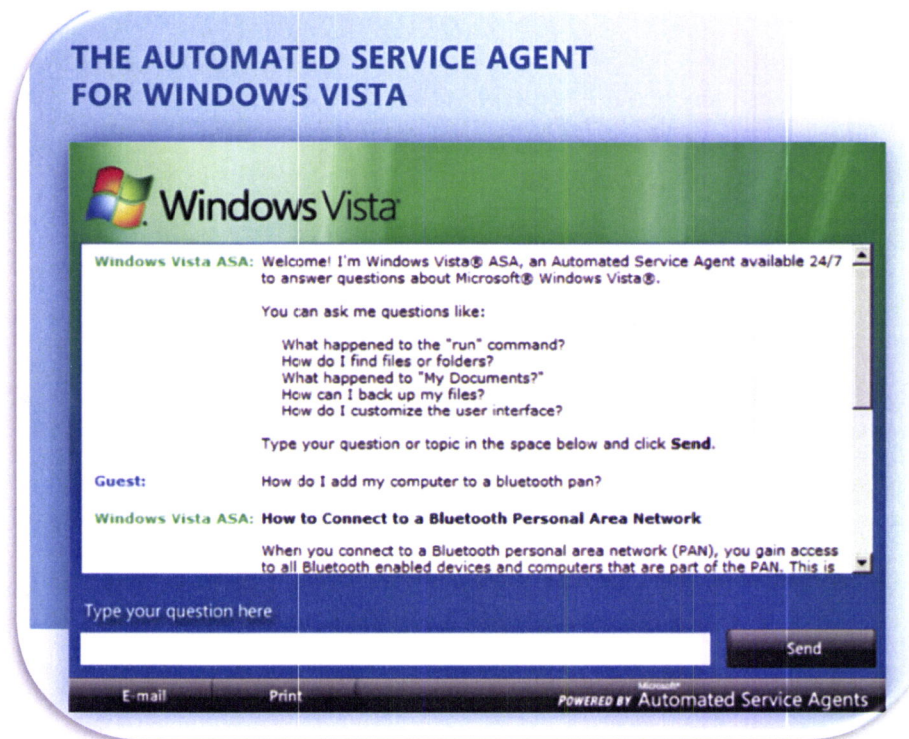 THE AUTOMATED SERVICE AGENT
FOR WINDOWS VISTA
Windows Vista
Windows Vista ASA: Welcome! I'm Windows Vista® ASA, an Automated Service Agent available 24/7
to answer questions about Microsoft® Windows Vista®.
You can ask me questions like:
What happened to the "run" command?
How do I find files or folders?
What happened to "My Documents?"
How can I back up my files?
How do I customize the user interface?
Type your question or topic in the space below and click Send.
Guest: How do I add my computer to a bluetooth pan?
Windows Vista ASA: How to Connect to a Bluetooth Personal Area Network
When you connect to a Bluetooth personal area network (PAN), you gain access
to all Bluetooth enabled devices and computers that are part of the PAN. This is
Type your question here
Send
E-mail Print
Microsoft®
POWERED BY Automated Service Agents